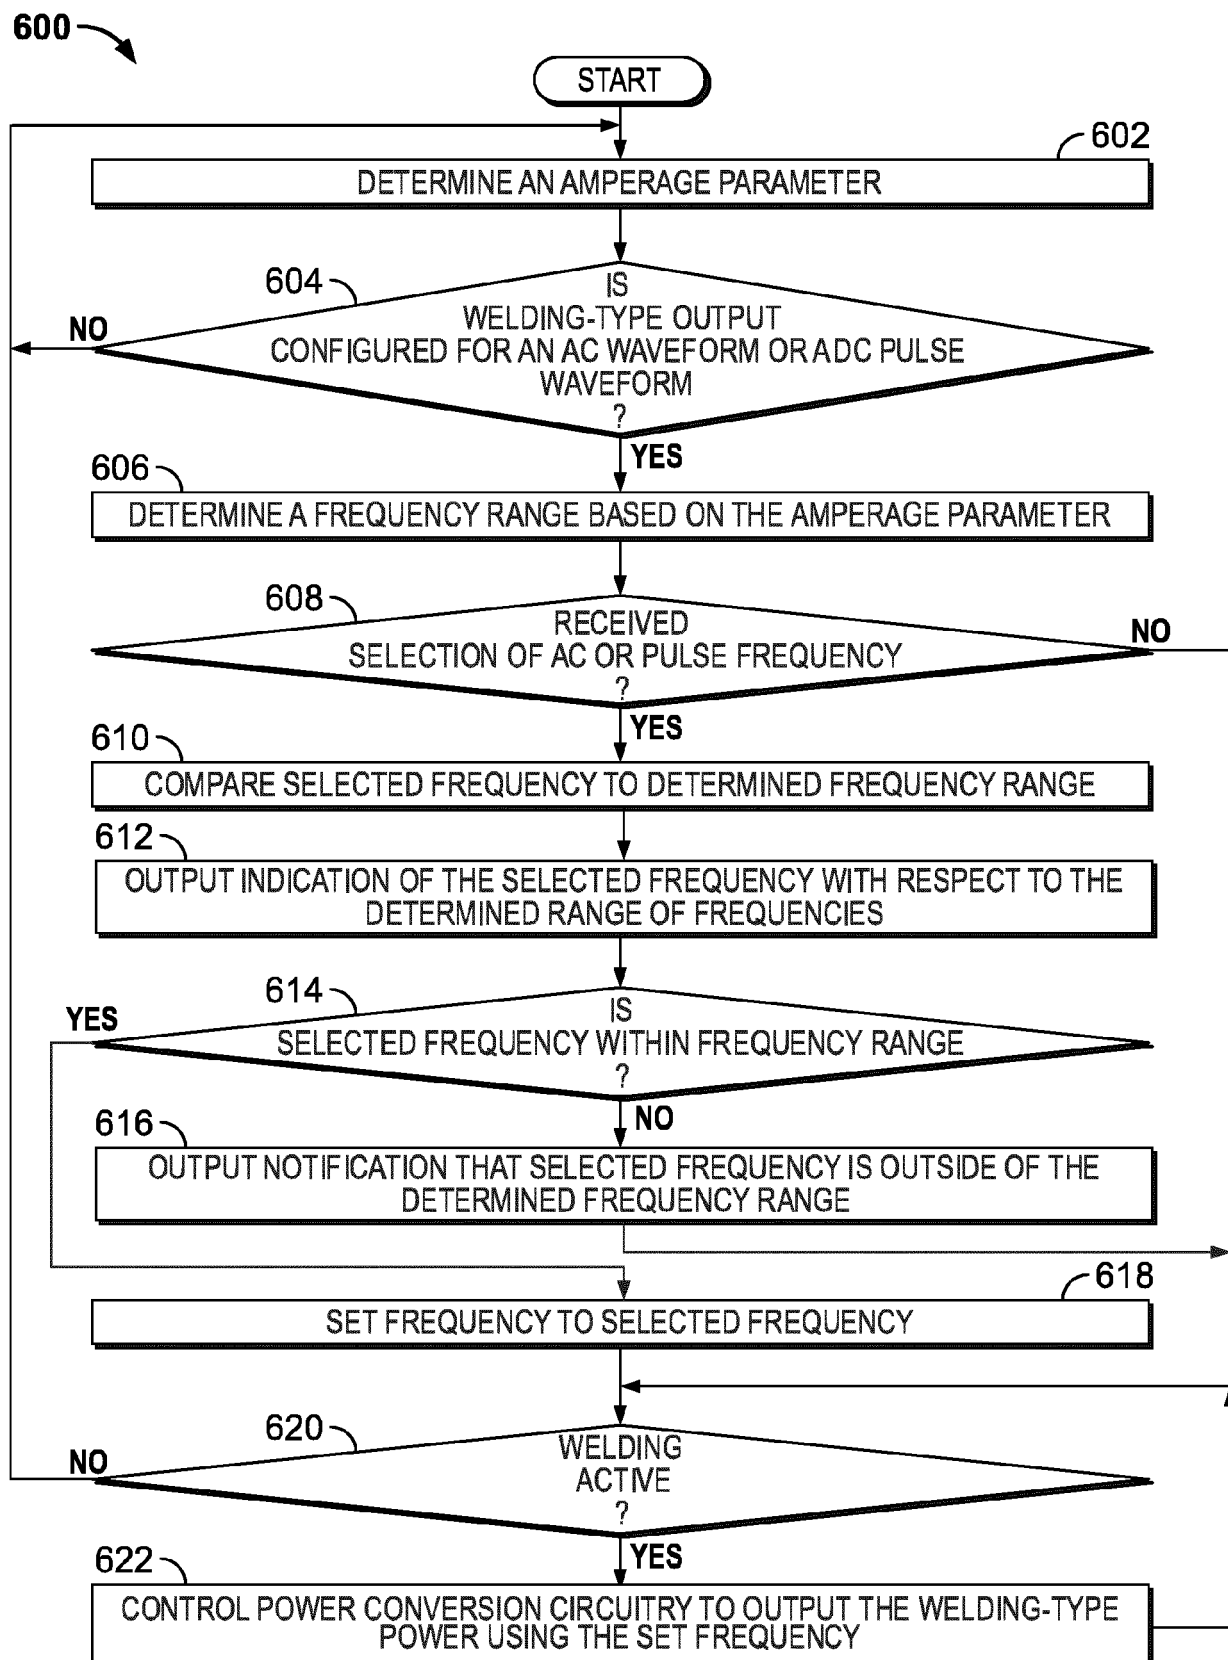 600
START
602
DETERMINE AN AMPERAGE PARAMETER
604
IS
WELDING-TYPE OUTPUT
NO
CONFIGURED FOR AN AC WAVEFORM OR ADC PULSE
WAVEFORM
?
YES
606
DETERMINE A FREQUENCY RANGE BASED ON THE AMPERAGE PARAMETER
608
RECEIVED
NO
SELECTION OF AC OR PULSE FREQUENCY
?
YES
610
COMPARE SELECTED FREQUENCY TO DETERMINED FREQUENCY RANGE
612
OUTPUT INDICATION OF THE SELECTED FREQUENCY WITH RESPECT TO THE
DETERMINED RANGE OF FREQUENCIES
614
YES
IS
SELECTED FREQUENCY WITHIN FREQUENCY RANGE
?
NO
616
OUTPUT NOTIFICATION THAT SELECTED FREQUENCY IS OUTSIDE OF THE
DETERMINED FREQUENCY RANGE
618
SET FREQUENCY TO SELECTED FREQUENCY
620
NO
WELDING
ACTIVE
?
YES
622
CONTROL POWER CONVERSION CIRCUITRY TO OUTPUT THE WELDING-TYPE
POWER USING THE SET FREQUENCY